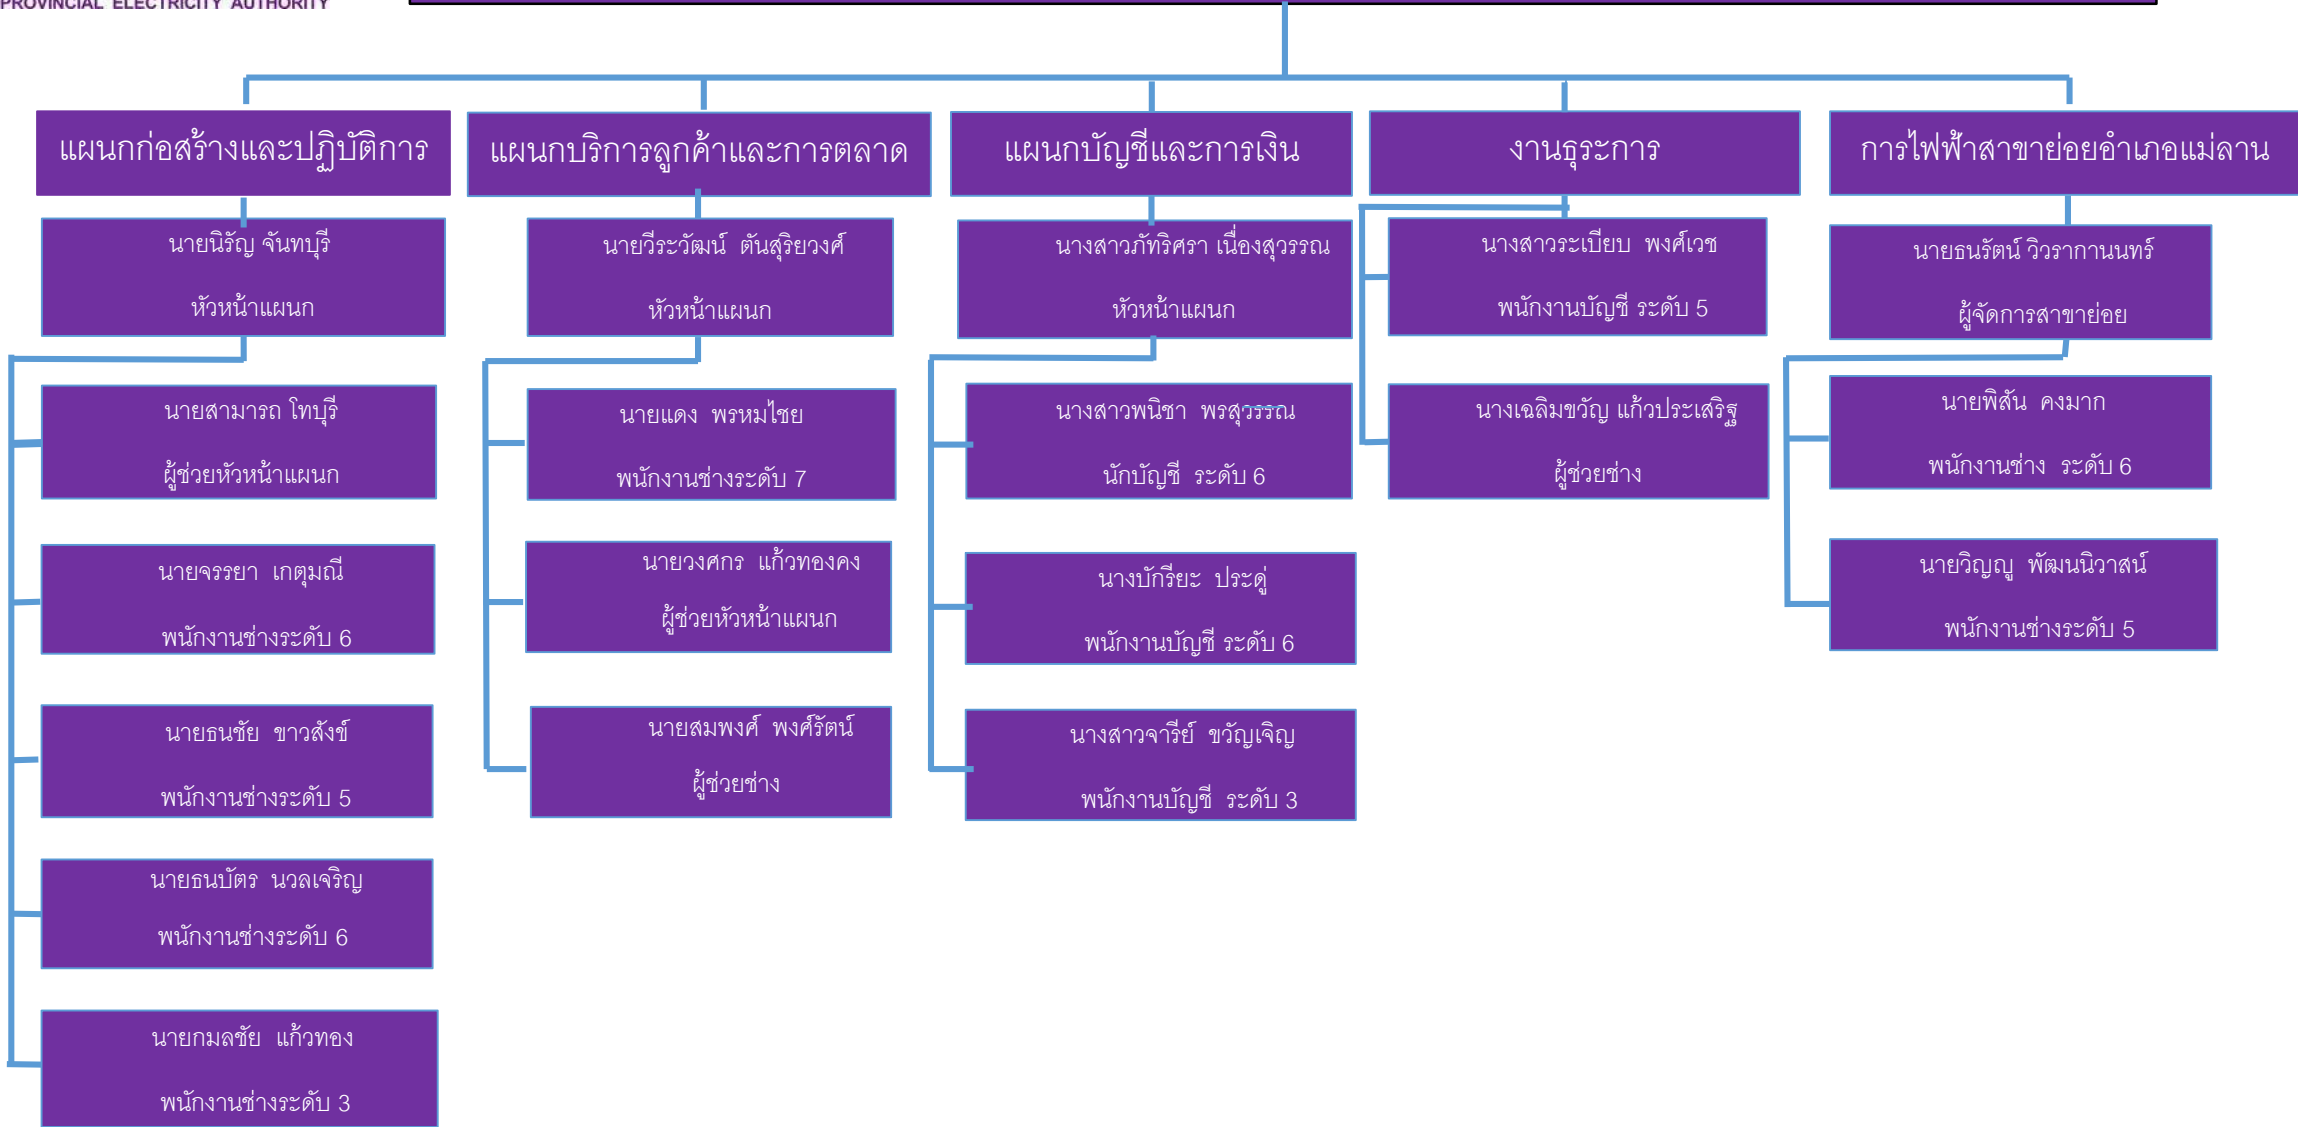 PROVINCIAL ELECTRICITY AUTHORITY
แผนกก่อสร้างและปฏิบัติการ
นายนิรัญ จันทบุรี
หัวหน้าแผนก
นายสามารถ โทบุรี
ผู้ช่วยหัวหน้าแผนก
นายจรรยา เกตุมณี
พนักงานช่างระดับ 6
นายธนชัย ขาวสังข์
พนักงานช่างระดับ 5
นายธนบัตร นวลเจริญ
พนักงานช่างระดับ 6
นายกมลชัย แก้วทอง
พนักงานช่างระดับ 3
แผนกบริการลูกค้าและการตลาด
นายวีระวัฒน์ ตันสุริยวงศ์
หัวหน้าแผนก
นายแดง พรหมไชย
พนักงานช่างระดับ 7
นายวงศกร แก้วทองคง
ผู้ช่วยหัวหน้าแผนก
นายสมพงศ์ พงศ์รัตน์
ผู้ช่วยช่าง
แผนกบัญชีและการเงิน
นางสาวภัทริศรา เนื่องสุวรรณ
หัวหน้าแผนก
นางสาวพนิชา พรสุวรรณ
นักบัญชี ระดับ 6
นางบักรียะ ประดู่
พนักงานบัญชี ระดับ 6
นางสาวจารีย์ ขวัญเจิญ
พนักงานบัญชี ระดับ 3
งานธุระการ
นางสาวระเบียบ พงศ์เวช
พนักงานบัญชี ระดับ 5
นางเฉลิมขวัญ แก้วประเสริฐ
ผู้ช่วยช่าง
การไฟฟ้าสาขาย่อยอำเภอแม่ลาน
นายธนรัตน์ วิวรากานนทร์
ผู้จัดการสาขาย่อย
นายพิสัน คงมาก
พนักงานช่าง ระดับ 6
นายวิญญู พัฒนนิวาสน์
พนักงานช่างระดับ 5